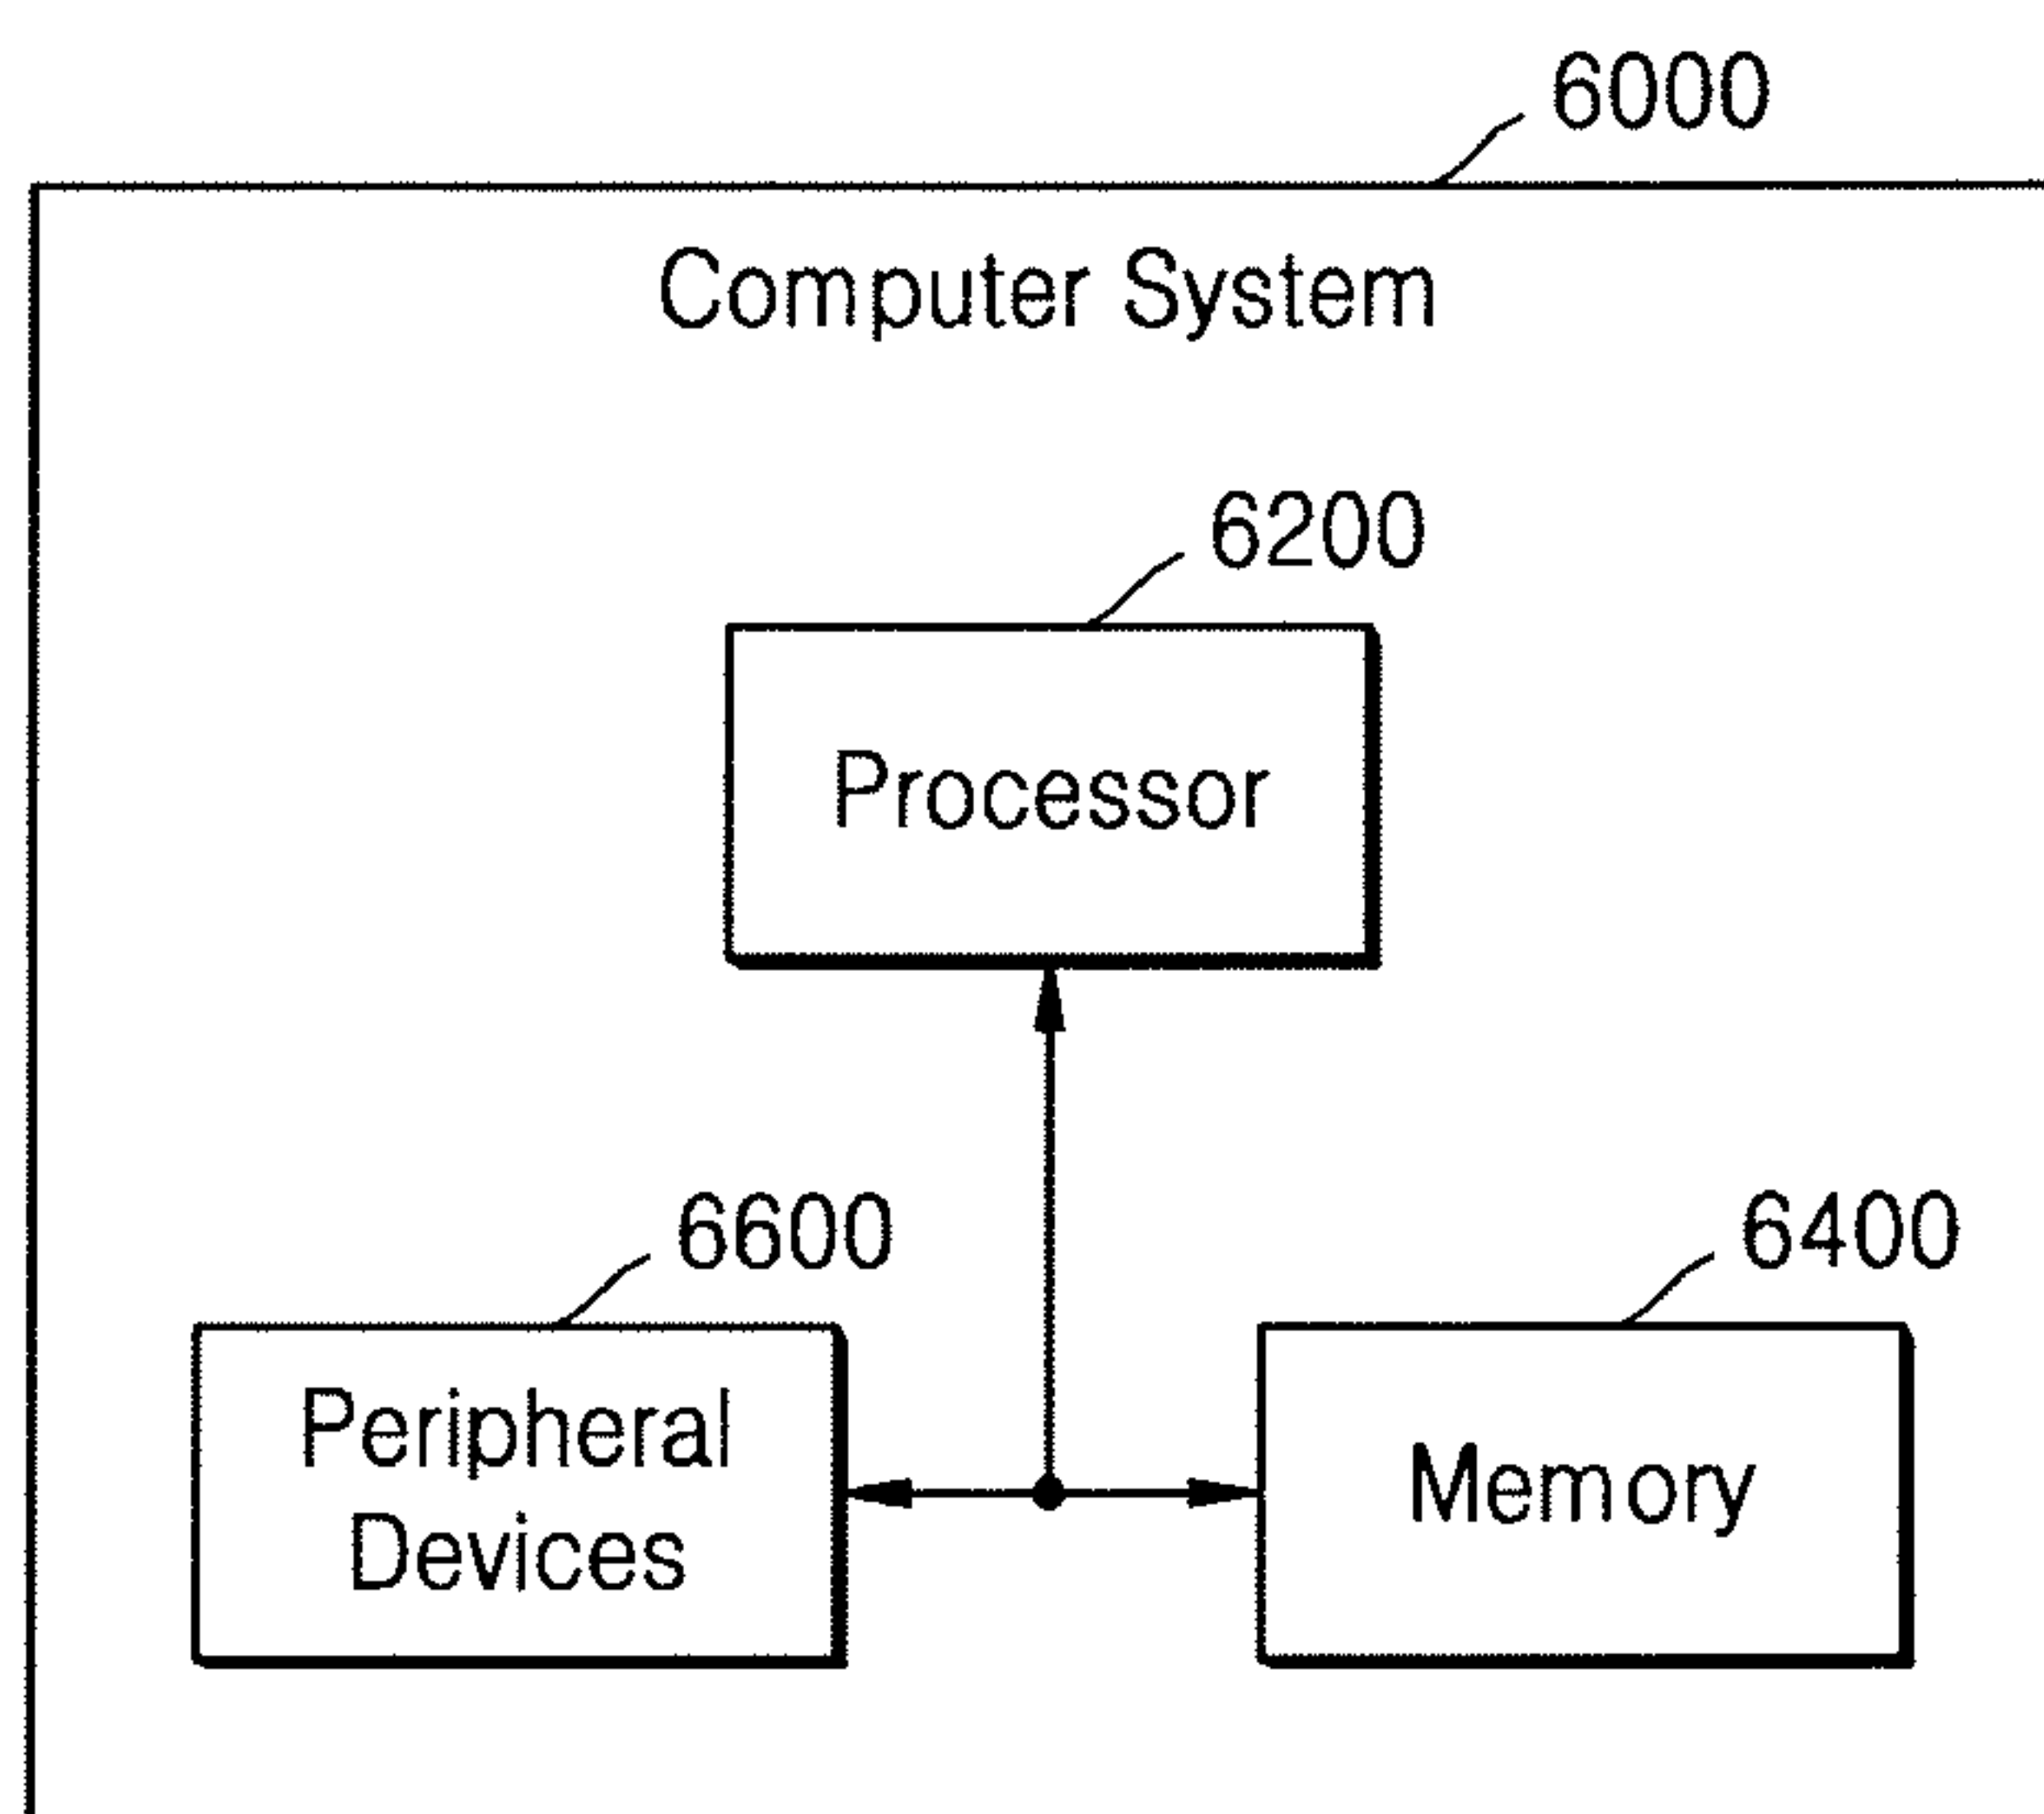 6000
Computer System
6200
Processor
6600
6400
Peripheral
Devices
Memory